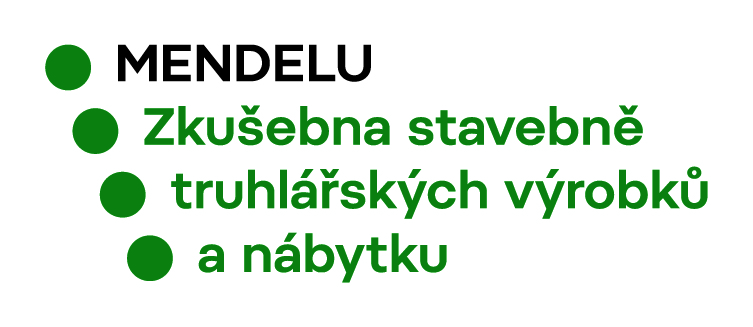 MENDELU
Zkušebna stavebně
truhlářských výrobků
a nábytku